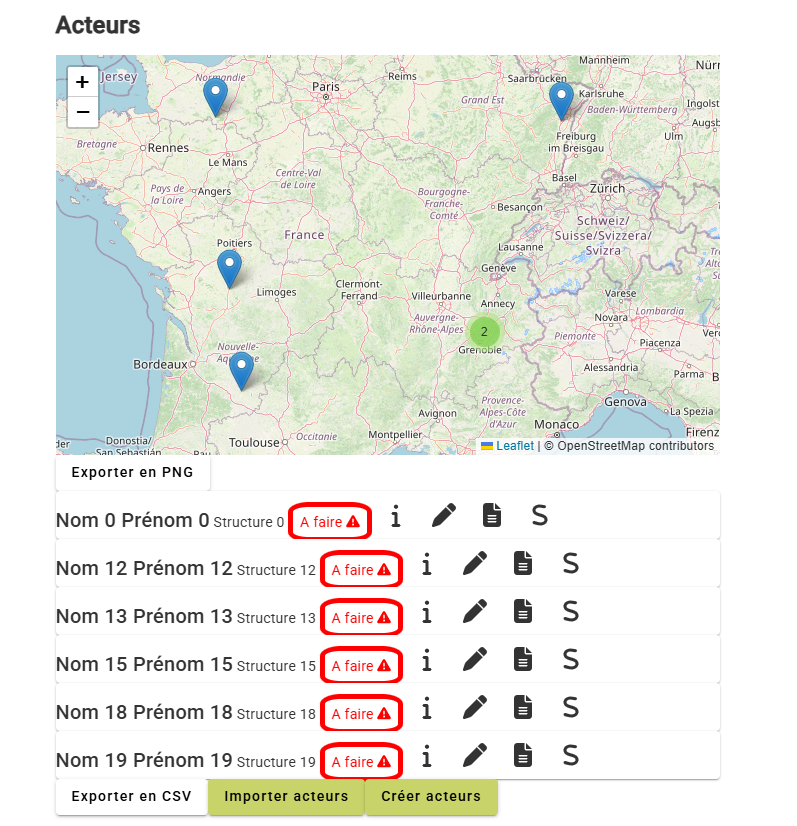 Acteurs
+
−
Jersey
Normandie
Paris
Reims
Saarbrücken
Mannheim
Karlsruhe
Grand Est
Baden-Württemberg
Ingolst
Augsb
Bretagne
Rennes
Le Mans
Centre-Val
de Loire
Freiburg
im Breisgau
Ulm
Pays de
la Loire
Angers
Bourgogne-
Franche-
Comté
Basel
Zürich
Besançon
Poitiers
France
Schweiz/
Suisse/Svizzera/
Svizra
Lausanne
Genève
Limoges
Clermont-
Ferrand
Villeurbanne
Annecy
Varese
Lombardia
Auvergne-
Rhône-Alpes
2
Grenoble
Novara
Piemonte
Piacenza
Nouvelle-
Bordeaux
Alessandria
Parma
Genova
La Spezia
Avignon
Provence-
Alpes-Côte
d'Azur
Monaco
Firenz
Donostia/
San Sebastián
Toulouse
Occitanie
Montpellier
Leaflet | © OpenStreetMap contributors
Exporter en PNG
Nom 0 Prénom 0 Structure 0 A faire i S
Nom 12 Prénom 12 Structure 12 A faire i S
Nom 13 Prénom 13 Structure 13 A faire i S
Nom 15 Prénom 15 Structure 15 A faire i S
Nom 18 Prénom 18 Structure 18 A faire i S
Nom 19 Prénom 19 Structure 19 A faire i S
Exporter en CSV Importer acteurs Créer acteurs